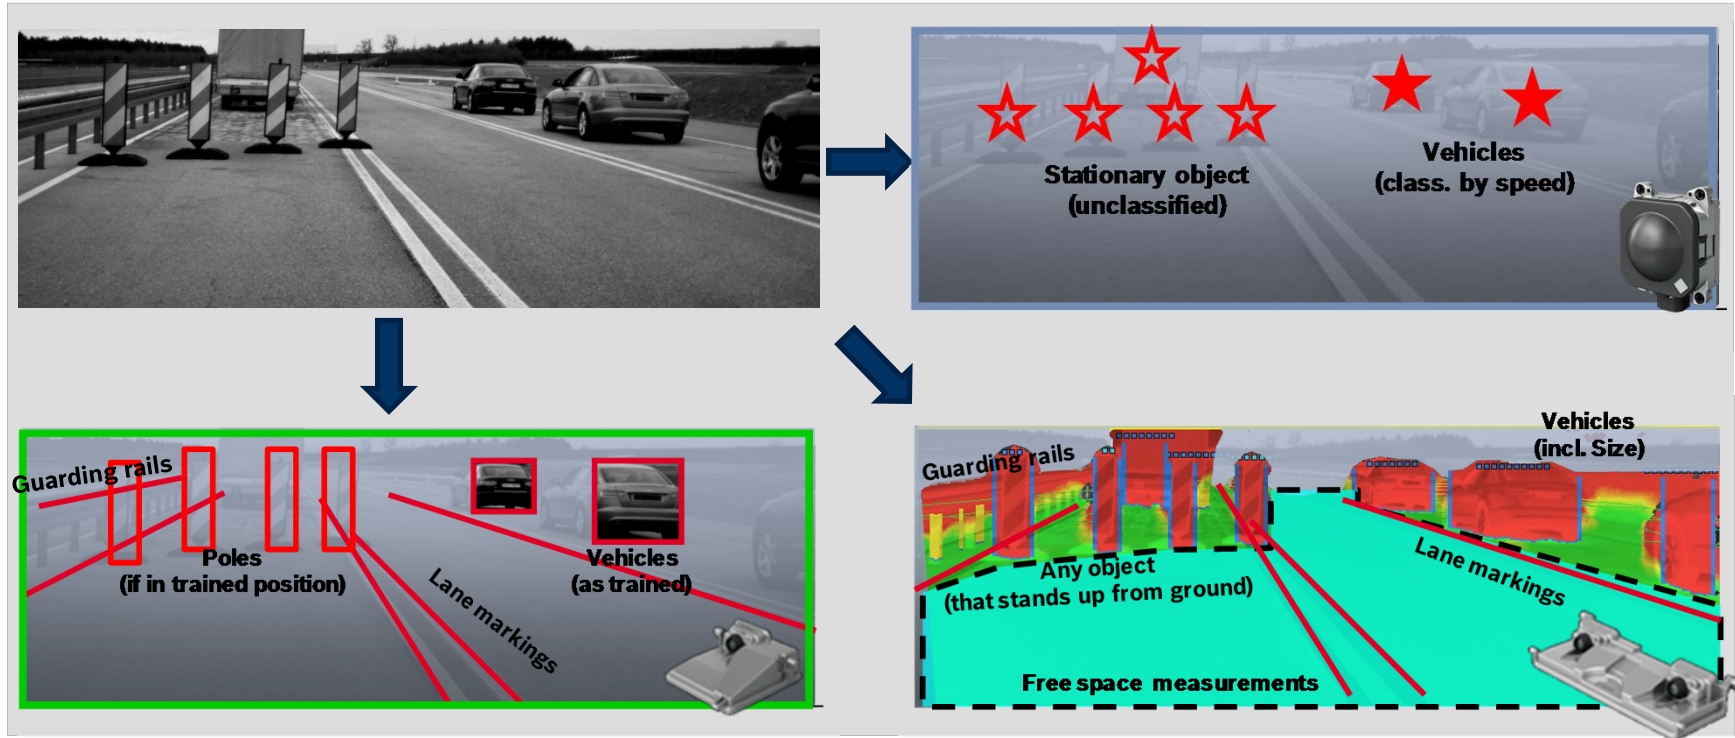 Stationary object
(unclassified)
Vehicles
(class. by speed)
Guarding rails
Poles
(if in trained position)
Vehicles
(as trained)
Lane markings
Guarding rails
Vehicles
(incl. Size)
Any object
(that stands up from ground)
Lane markings
Free space measurements